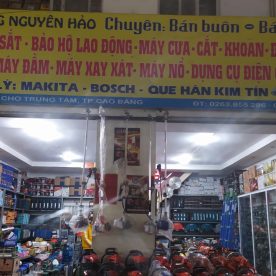 G NGUYÊN HẢO Chuyên: Bán buôn - Bá
SẮT - BẢO HỘ LAO ĐỘNG - MÁY CƯA - CẮT - KHOAN -
MÁY ĐẦM - MÁY XAY XÁT - MÁY NỔ - DỤNG CỤ ĐIỆN
LÝ: MAKITA - BOSCH - QUE HÀN KIM TÍN
CHỢ TRUNG TÂM, TP.CAO BẰNG ĐT: 0263.855.286